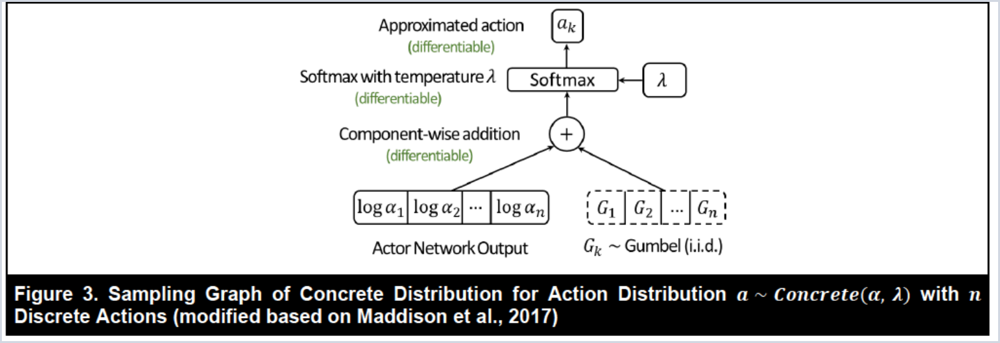 Approximated action
(differentiable)
a_k
Softmax with temperature λ
(differentiable)
Softmax
λ
Component-wise addition
(differentiable)
+
log α_1 log α_2 ... log α_n
G_1 G_2 ... G_n
Actor Network Output
G_k ~ Gumbel (i.i.d.)
Figure 3. Sampling Graph of Concrete Distribution for Action Distribution a ~ Concrete(α, λ) with n
Discrete Actions (modified based on Maddison et al., 2017)